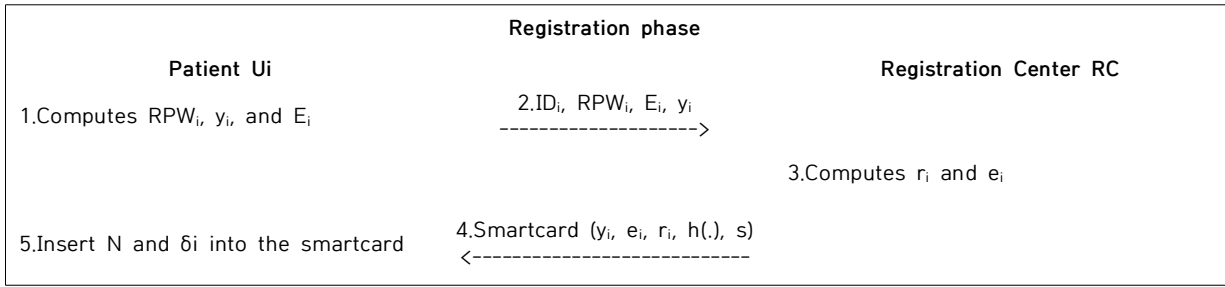 Registration phase
Patient Ui Registration Center RC
1.Computes RPWᵢ, yᵢ, and Eᵢ 2.IDᵢ, RPWᵢ, Eᵢ, yᵢ
-------------------->
3.Computes rᵢ and eᵢ
5.Insert N and δi into the smartcard 4.Smartcard (yᵢ, eᵢ, rᵢ, h(.), s)
<----------------------------